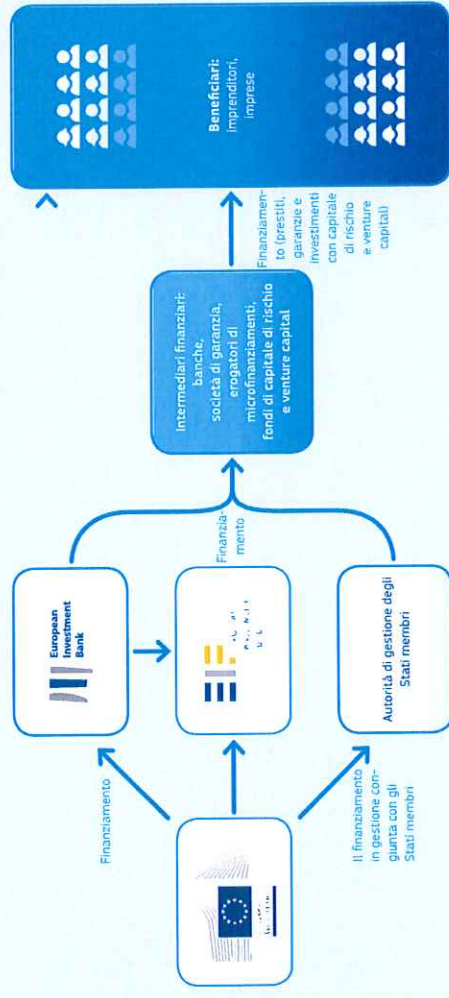 Finanziamento
Il finanziamento
in gestione con-
giunta con gli
Stati membri
European
Investment
Bank
Autorità di gestione degli
Stati membri
Finanzia-
mento
Intermediari finanziari:
banche,
società di garanzia,
erogatori di
microfinanziamenti,
fondi di capitale di rischio
e venture capital
Finanziamen-
to (prestiti,
garanzie e
investimenti
con capitale
di rischio
e venture
capital)
Beneficiari:
imprenditori,
imprese